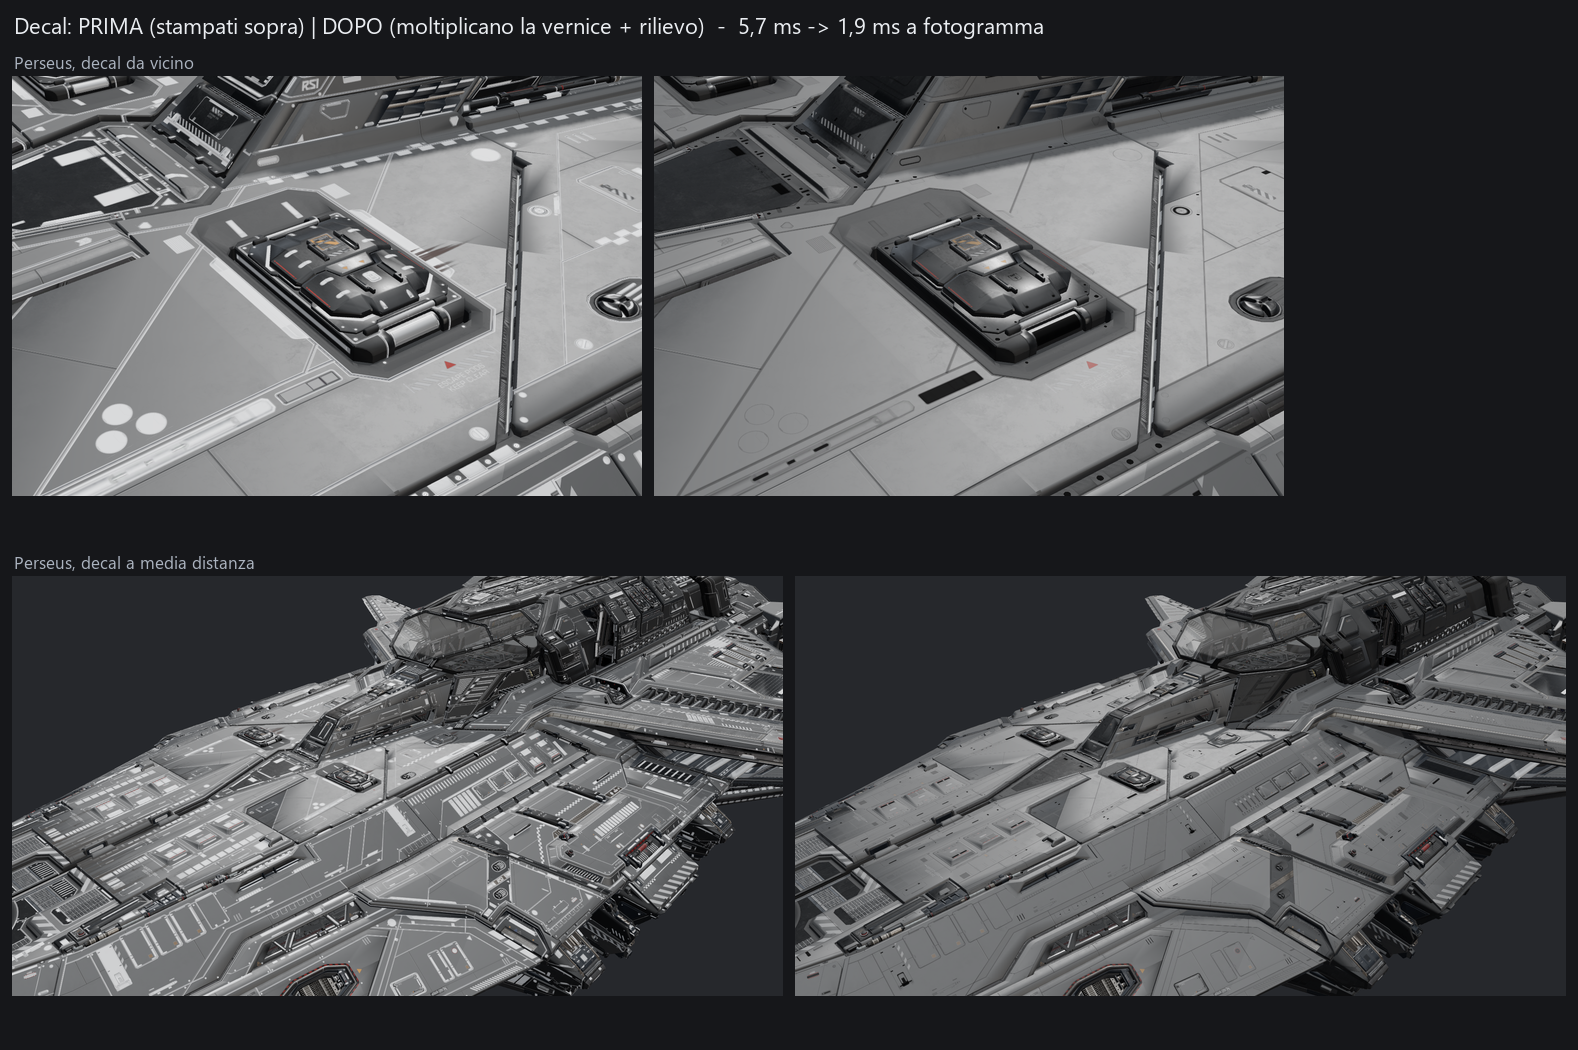 Decal: PRIMA (stampati sopra) | DOPO (moltiplicano la vernice + rilievo)  -  5,7 ms -> 1,9 ms a fotogramma
Perseus, decal da vicino
RSI
Perseus, decal a media distanza